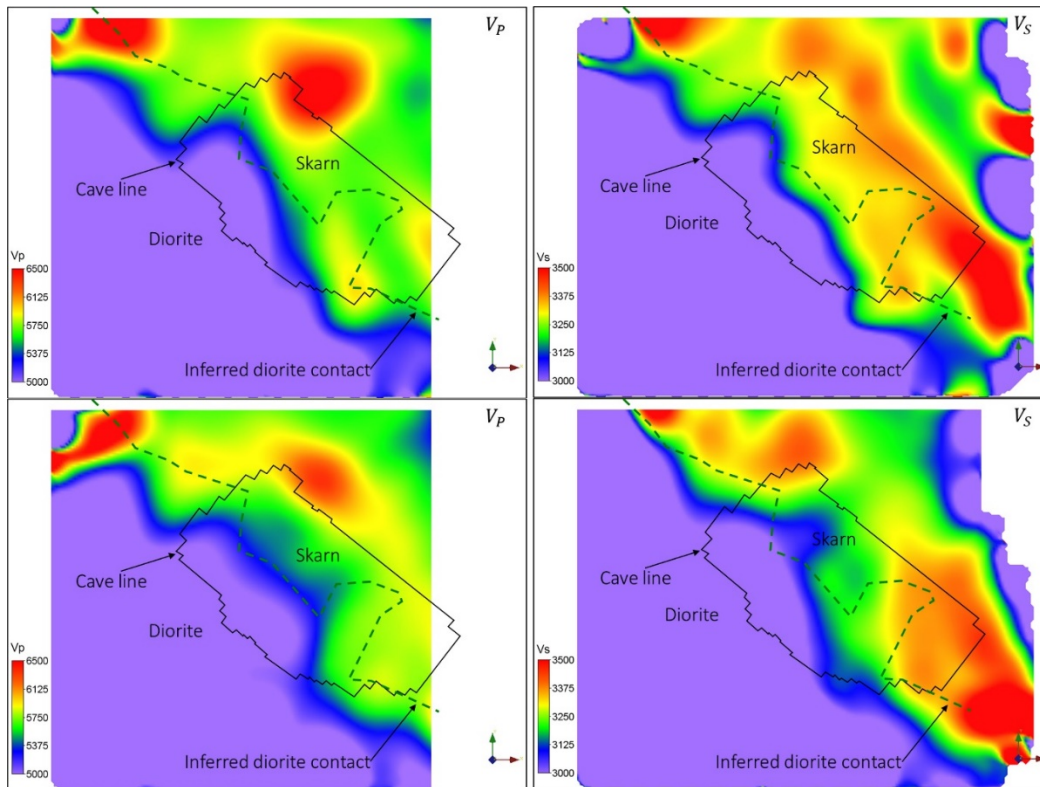 V_P
Skarn
Cave line
Diorite
Vp
6500
6125
5750
5375
5000
Inferred diorite contact
V_S
Skarn
Cave line
Diorite
Vs
3500
3375
3250
3125
3000
Inferred diorite contact
V_P
Skarn
Cave line
Diorite
Vp
6500
6125
5750
5375
5000
Inferred diorite contact
V_S
Skarn
Cave line
Diorite
Vs
3500
3375
3250
3125
3000
Inferred diorite contact